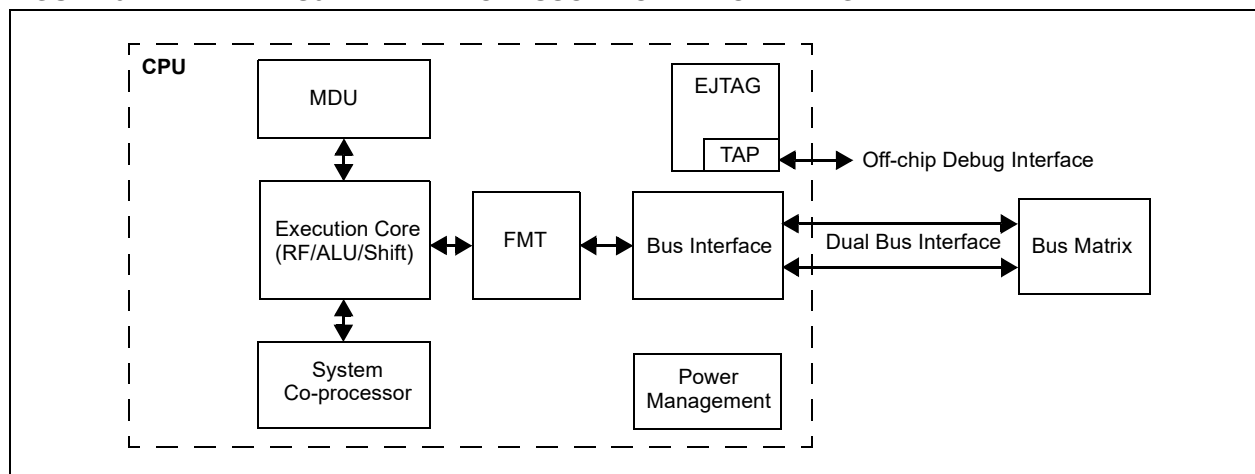 CPU
MDU
EJTAG
TAP
Off-chip Debug Interface
Execution Core
(RF/ALU/Shift)
FMT
Bus Interface
Dual Bus Interface
Bus Matrix
System
Co-processor
Power
Management